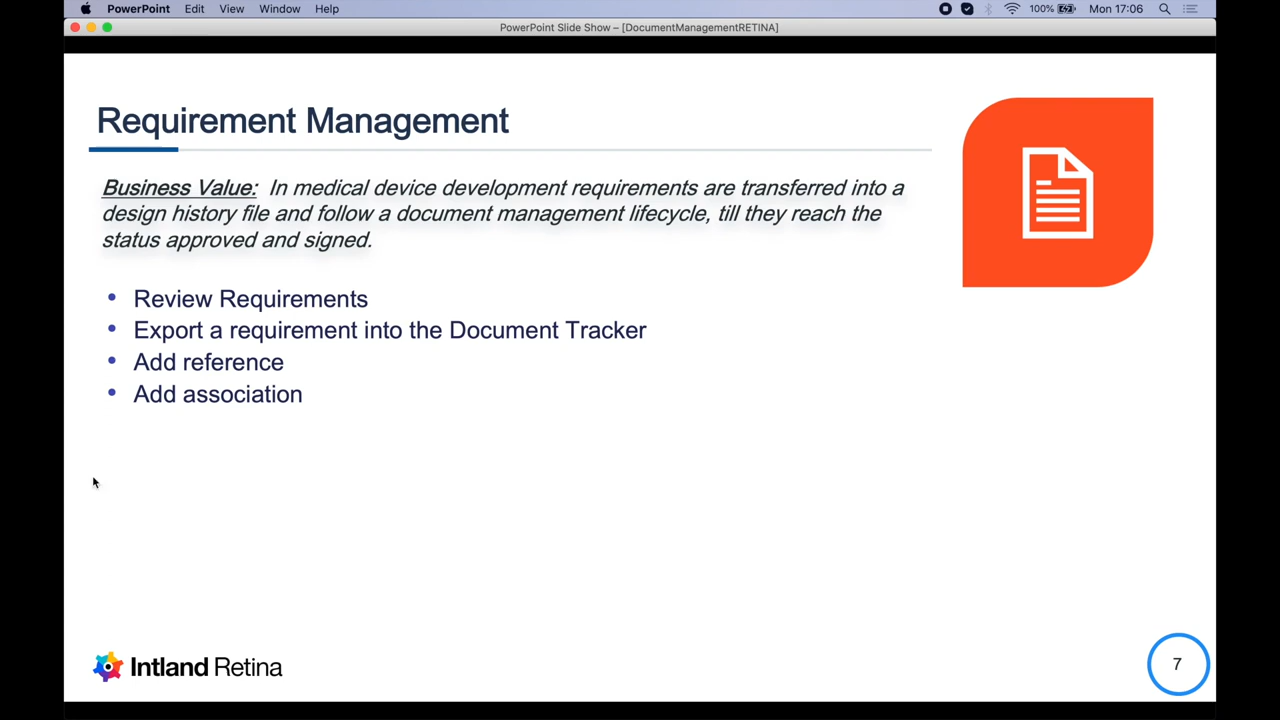 PowerPoint Edit View Window Help 100% Mon 17:06
PowerPoint Slide Show – [DocumentManagementRETINA]
Requirement Management
Business Value: In medical device development requirements are transferred into a
design history file and follow a document management lifecycle, till they reach the
status approved and signed.
• Review Requirements
• Export a requirement into the Document Tracker
• Add reference
• Add association
Intland Retina
7